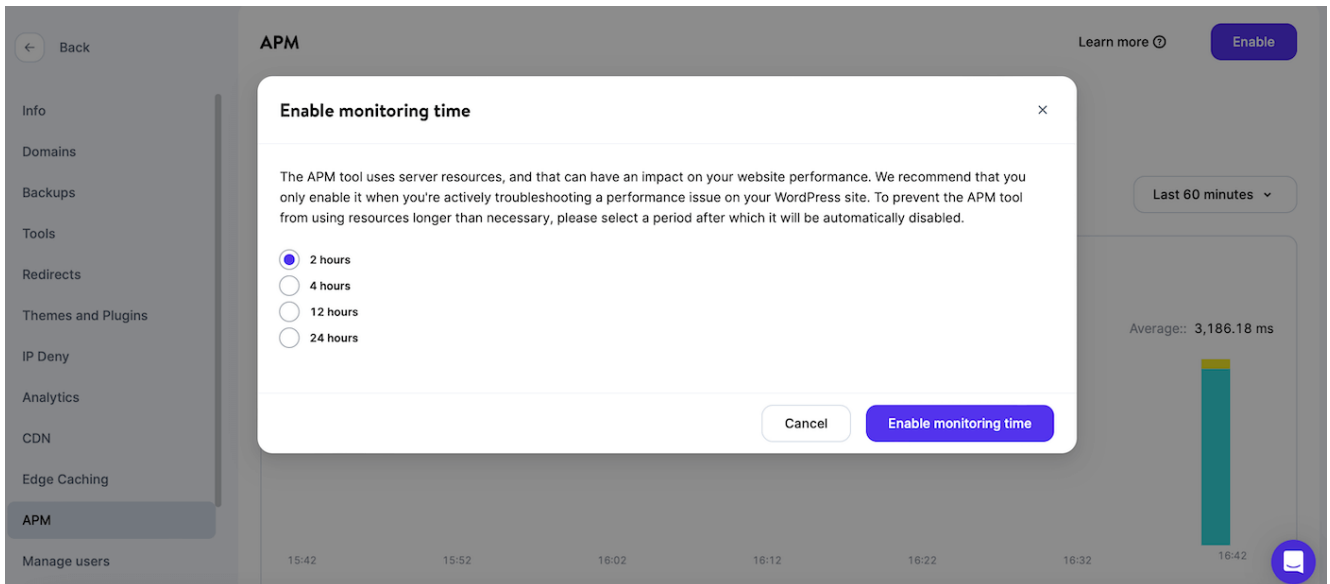 Back
APM
Learn more
Enable
Info
Domains
Backups
Tools
Redirects
Themes and Plugins
IP Deny
Analytics
CDN
Edge Caching
APM
Manage users
Enable monitoring time
The APM tool uses server resources, and that can have an impact on your website performance. We recommend that you
only enable it when you're actively troubleshooting a performance issue on your WordPress site. To prevent the APM tool
from using resources longer than necessary, please select a period after which it will be automatically disabled.
2 hours
4 hours
12 hours
24 hours
Cancel
Enable monitoring time
Last 60 minutes
Average:: 3,186.18 ms
15:42 15:52 16:02 16:12 16:22 16:32 16:42